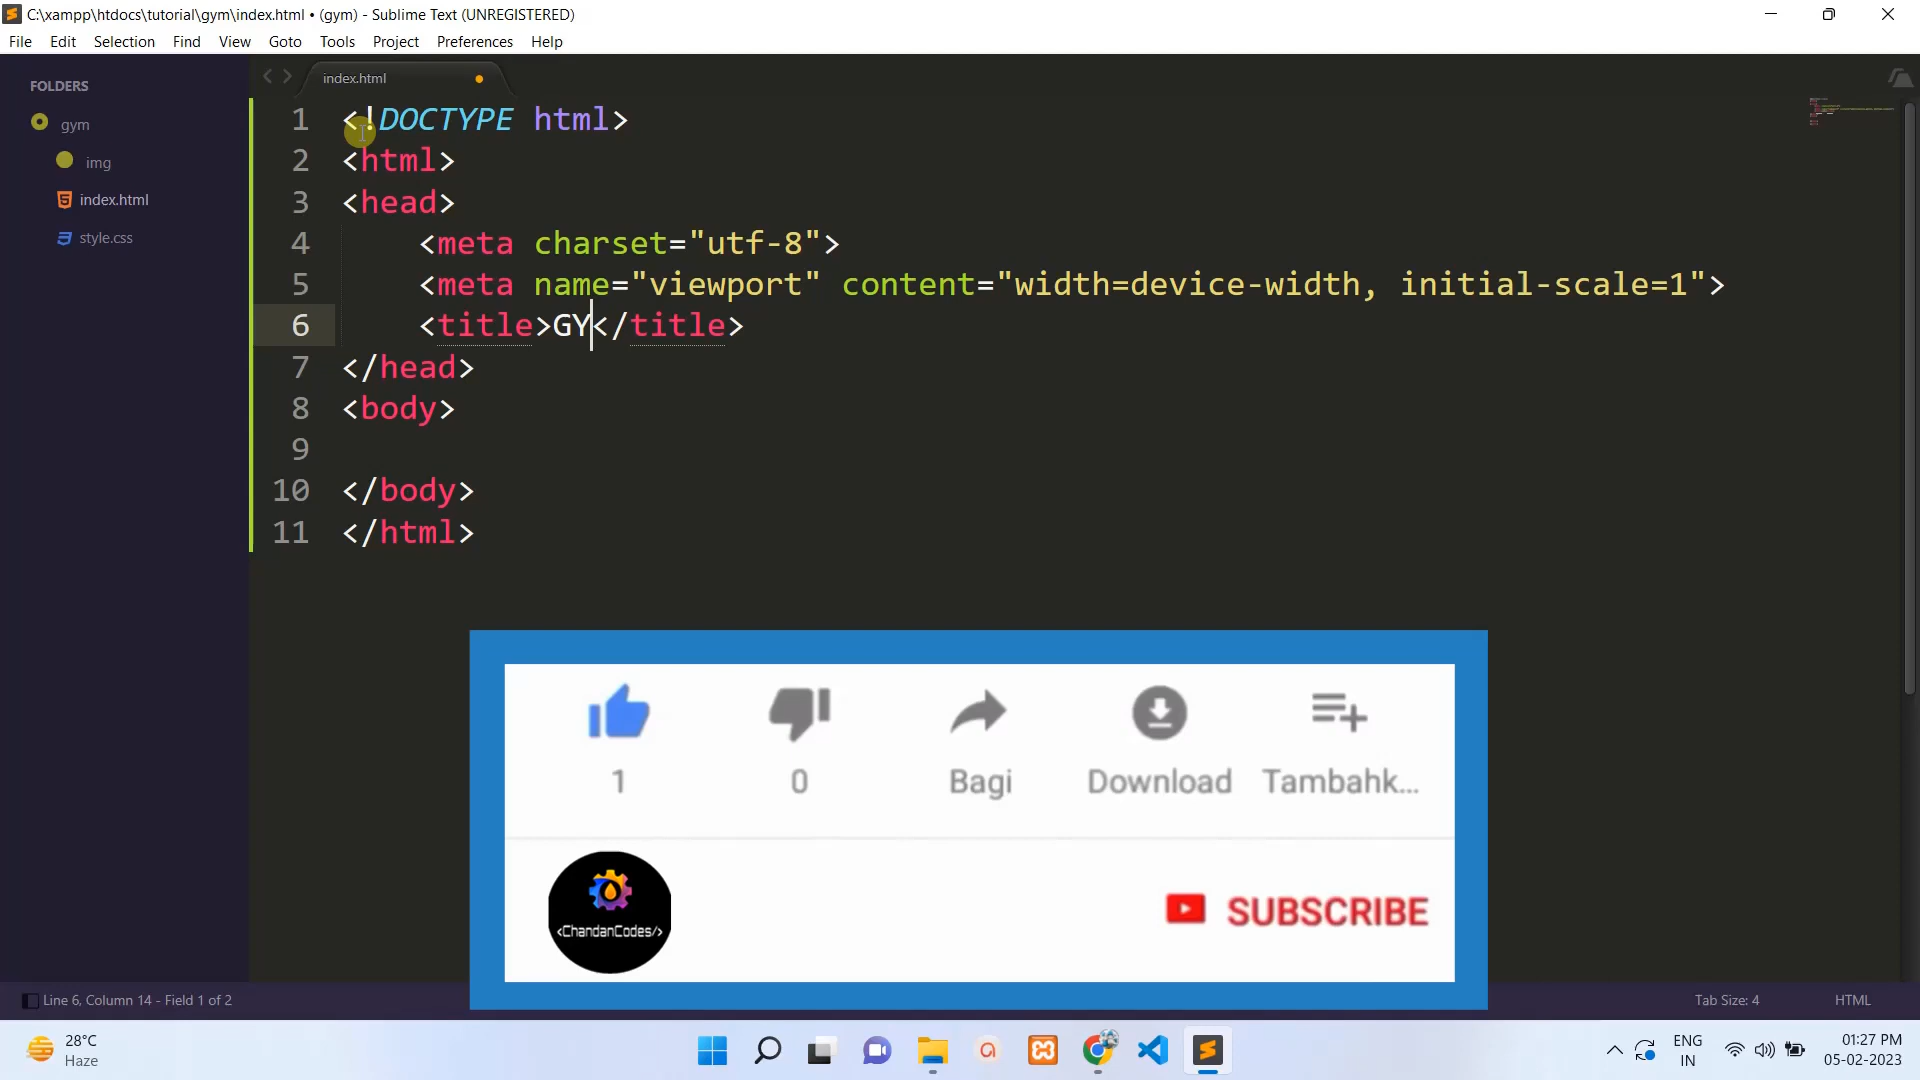 C:\xampp\htdocs\tutorial\gym\index.html • (gym) - Sublime Text (UNREGISTERED)
File Edit Selection Find View Goto Tools Project Preferences Help
FOLDERS
gym
img
index.html
style.css
index.html
1 <!DOCTYPE html>
2 <html>
3 <head>
4 <meta charset="utf-8">
5 <meta name="viewport" content="width=device-width, initial-scale=1">
6 <title>GY</title>
7 </head>
8 <body>
9
10 </body>
11 </html>
1 0 Bagi Download Tambahk...
<ChandanCodes/>
SUBSCRIBE
Line 6, Column 14 - Field 1 of 2 Tab Size: 4 HTML
28°C
Haze
ENG
IN
01:27 PM
05-02-2023